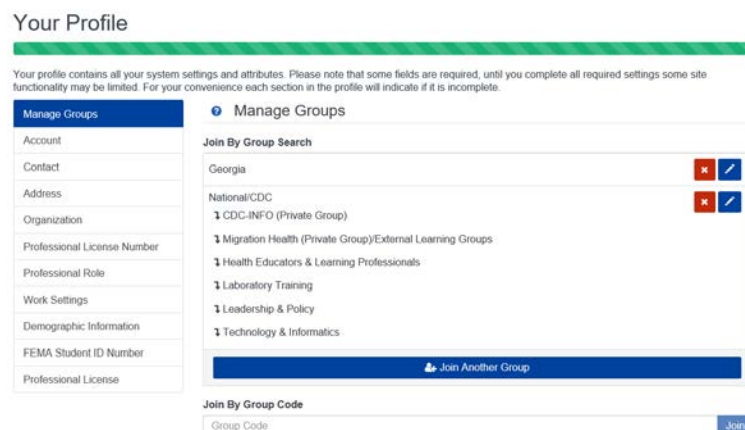 Your Profile
Your profile contains all your system settings and attributes. Please note that some fields are required, until you complete all required settings some site
functionality may be limited. For your convenience each section in the profile will indicate if it is incomplete.
Manage Groups
Account
Contact
Address
Organization
Professional License Number
Professional Role
Work Settings
Demographic Information
FEMA Student ID Number
Professional License
Manage Groups
Join By Group Search
Georgia
National/CDC
CDC-INFO (Private Group)
Migration Health (Private Group)/External Learning Groups
Health Educators & Learning Professionals
Laboratory Training
Leadership & Policy
Technology & Informatics
Join Another Group
Join By Group Code
Group Code
Join